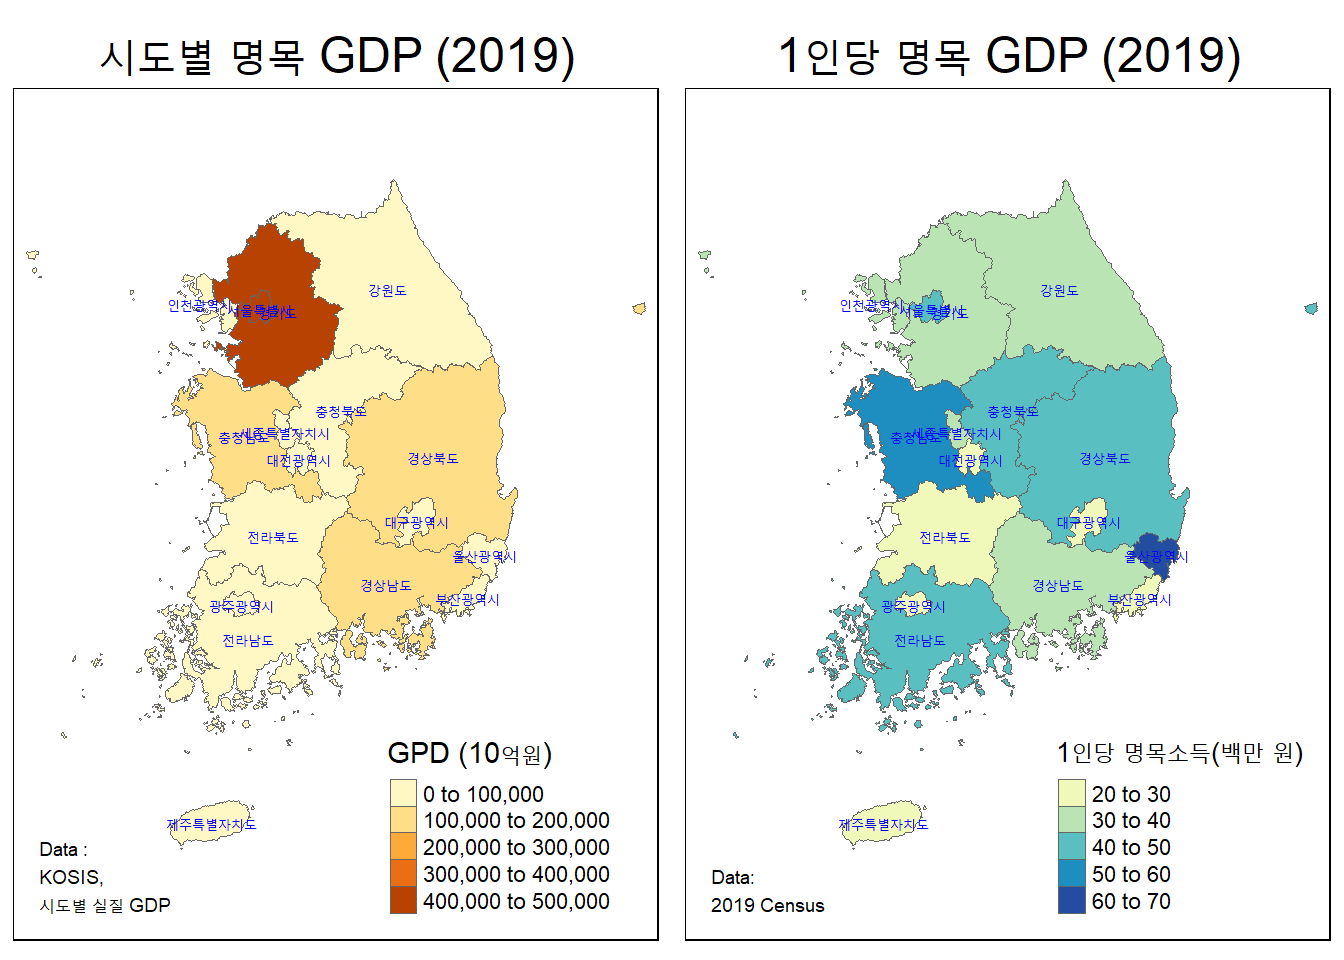 시도별 명목 GDP (2019)
강원도
인천광역시
서울특별시
경기도
충청북도
세종특별자치시
충청남도
대전광역시
경상북도
대구광역시
전라북도
울산광역시
경상남도
부산광역시
광주광역시
전라남도
제주특별자치도
GPD (10억원)
0 to 100,000
100,000 to 200,000
200,000 to 300,000
300,000 to 400,000
400,000 to 500,000
Data :
KOSIS,
시도별 실질 GDP
1인당 명목 GDP (2019)
강원도
인천광역시
서울특별시
경기도
충청북도
세종특별자치시
충청남도
대전광역시
경상북도
대구광역시
전라북도
울산광역시
경상남도
부산광역시
광주광역시
전라남도
제주특별자치도
1인당 명목소득(백만 원)
20 to 30
30 to 40
40 to 50
50 to 60
60 to 70
Data:
2019 Census